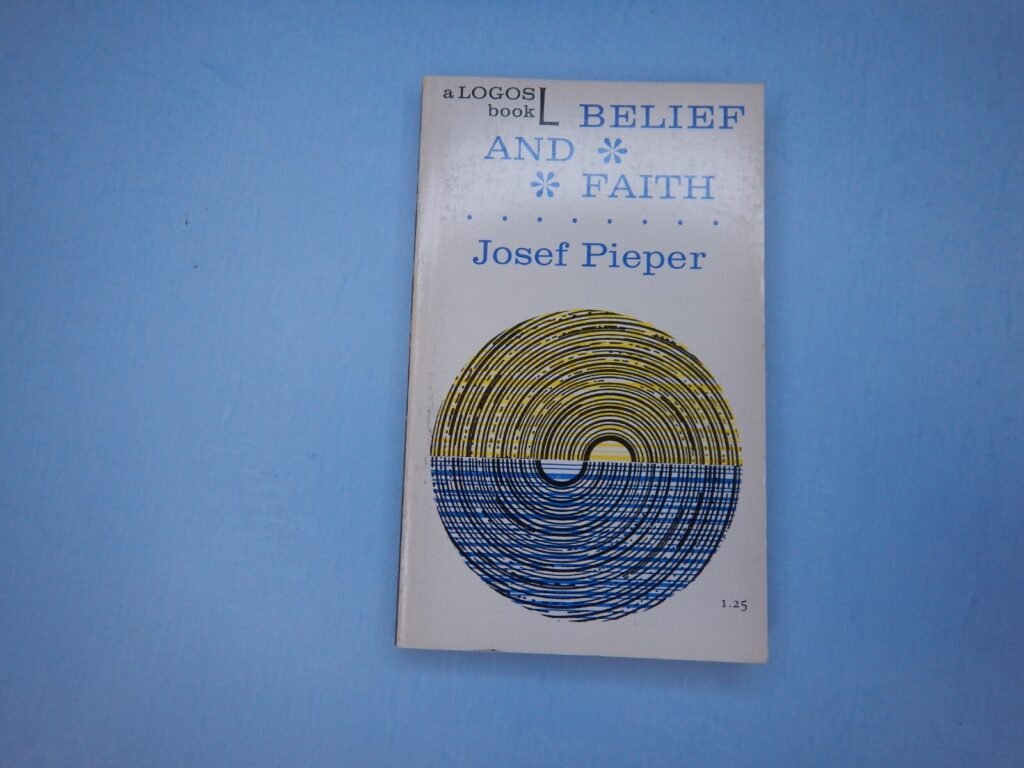 a LOGOS
book L
BELIEF
AND *
* FAITH
Josef Pieper
1.25